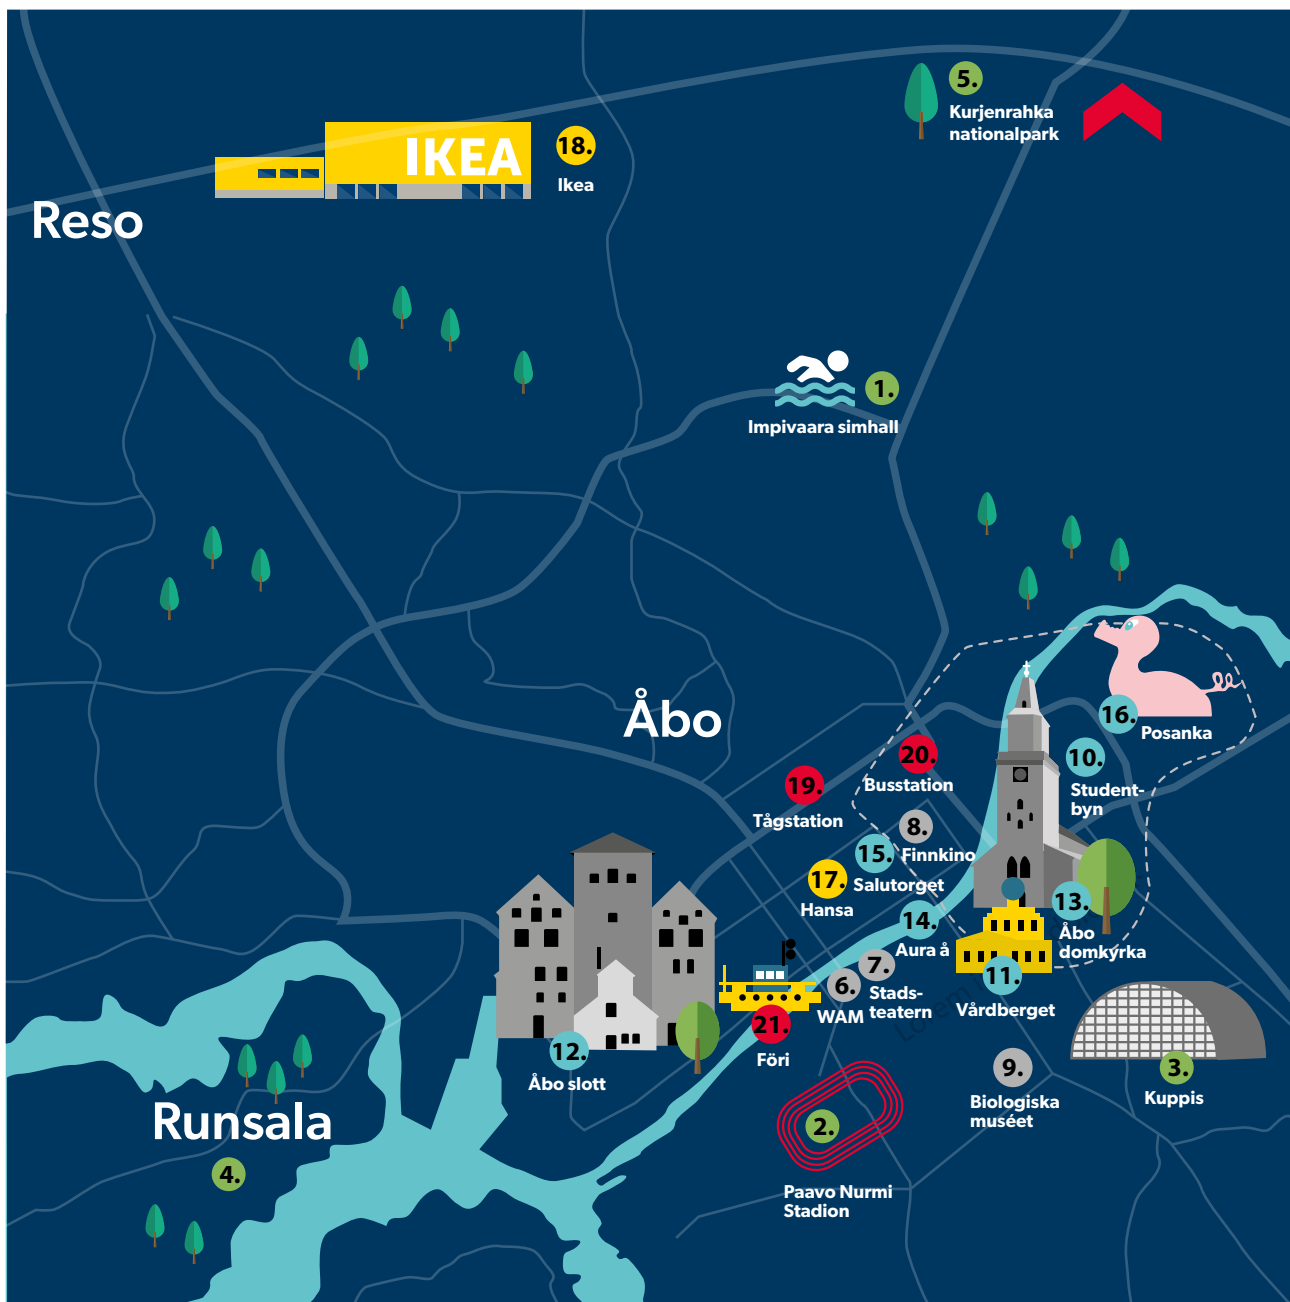 5.
Kurjenrahka
nationalpark
IKEA
18.
Ikea
Reso
1.
Impivaara simhall
Åbo
16.
Posanka
20.
Busstation
10.
Student-
byn
19.
Tågstation
8.
Finnkino
15.
Salutorget
17.
Hansa
14.
Aura å
13.
Åbo
domkyrka
7.
Stads-
teatern
6.
WAM
11.
Vårdberget
Lorem
21.
Föri
12.
Åbo slott
9.
Biologiska
muséet
3.
Kuppis
Runsala
4.
2.
Paavo Nurmi
Stadion